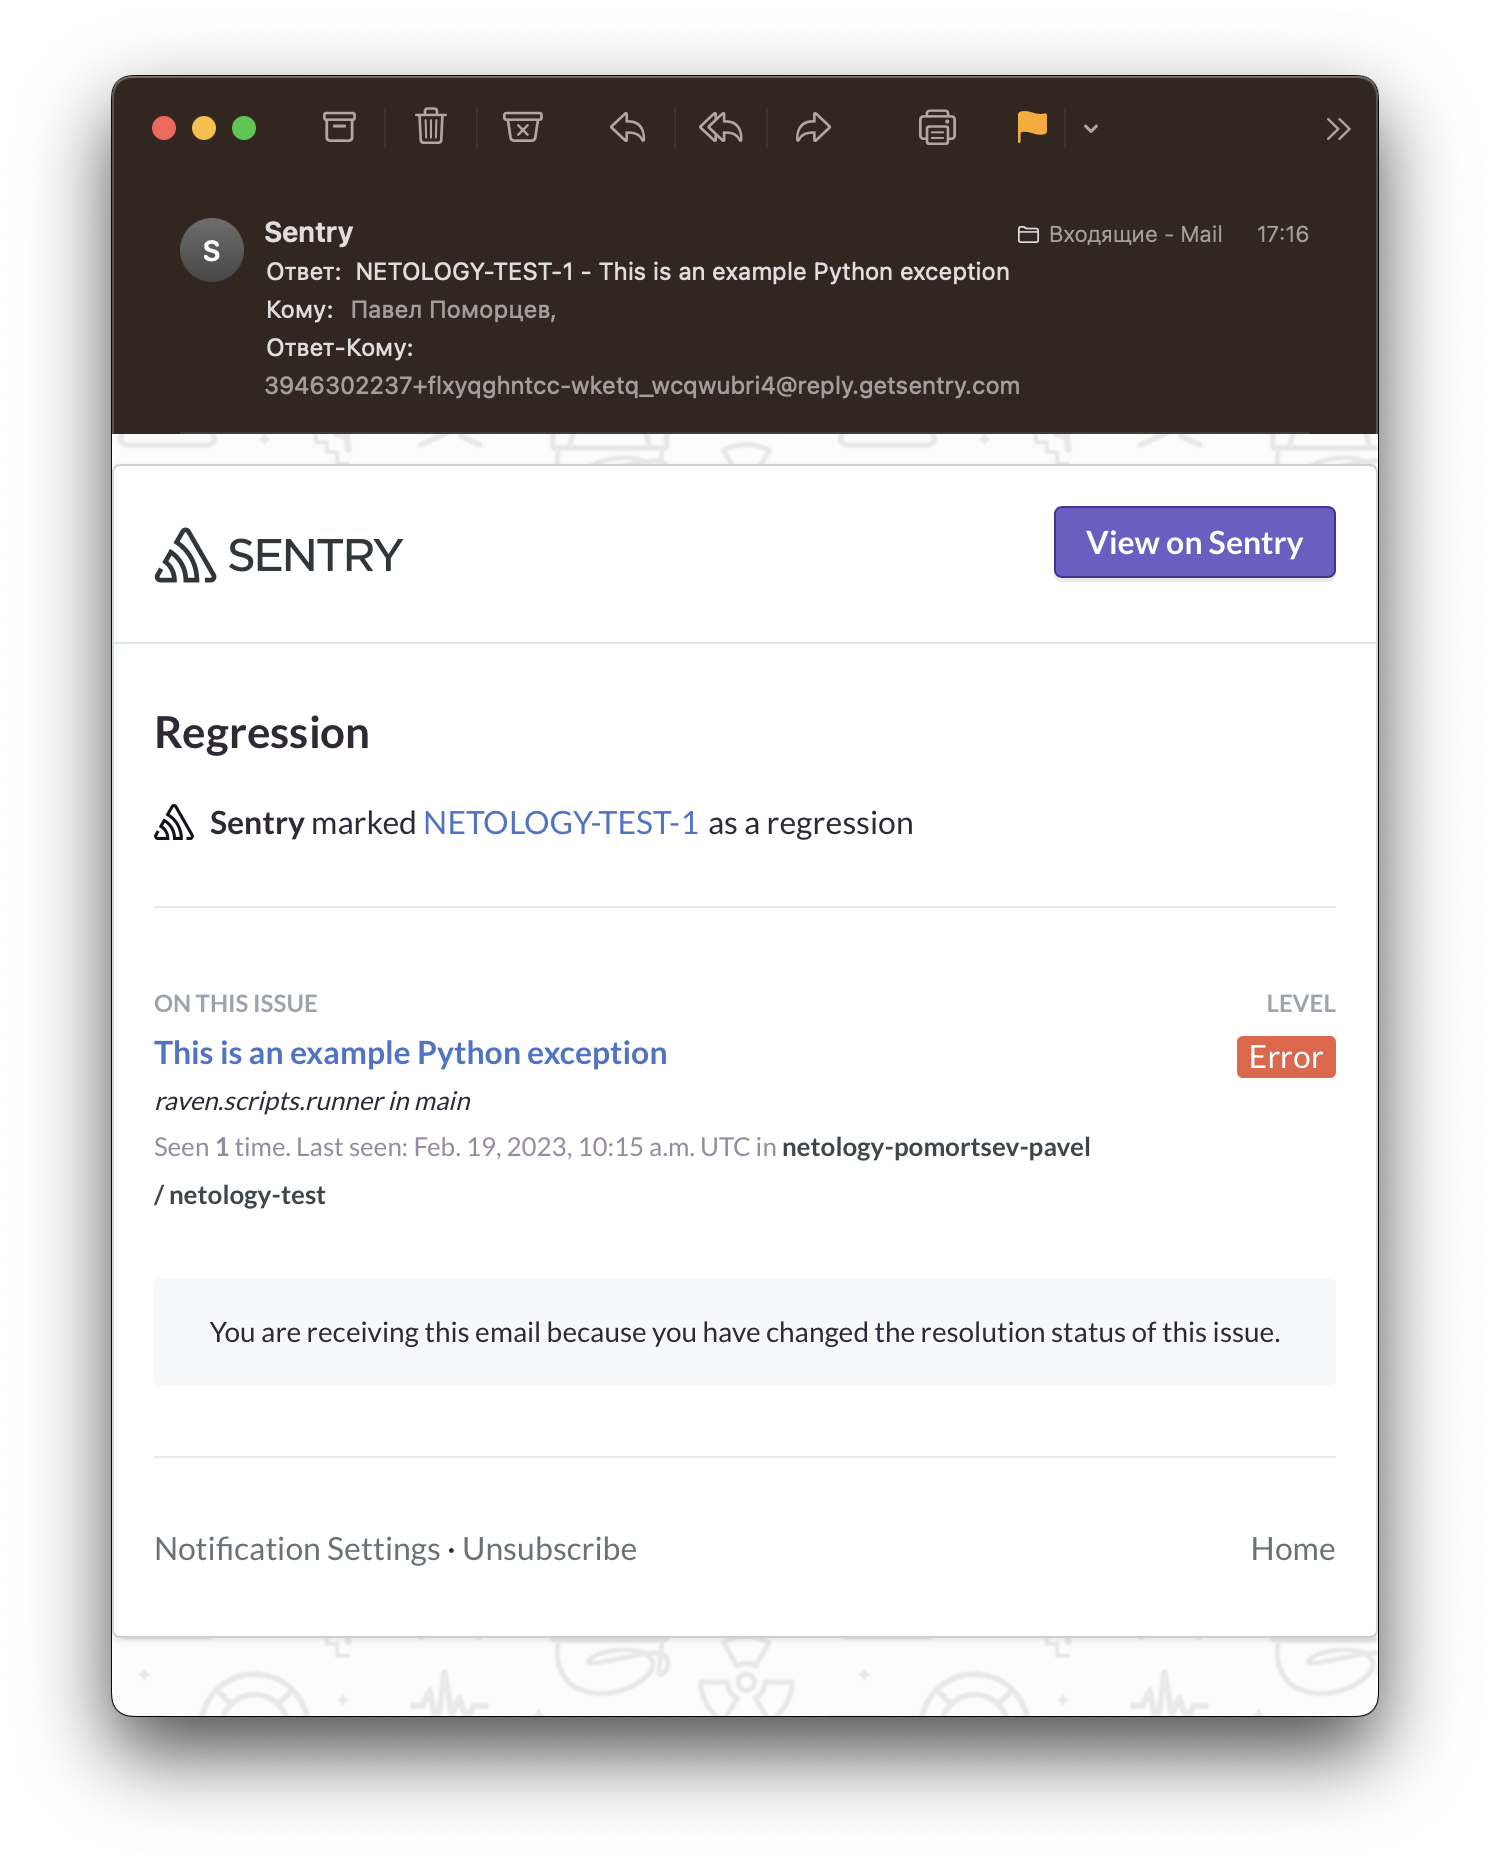 S
Sentry
Входящие - Mail 17:16
Ответ: NETOLOGY-TEST-1 - This is an example Python exception
Кому: Павел Поморцев,
Ответ-Кому:
3946302237+flxyqghntcc-wketq_wcqwubri4@reply.getsentry.com
SENTRY
View on Sentry
Regression
Sentry marked NETOLOGY-TEST-1 as a regression
ON THIS ISSUE
LEVEL
This is an example Python exception
Error
raven.scripts.runner in main
Seen 1 time. Last seen: Feb. 19, 2023, 10:15 a.m. UTC in netology-pomortsev-pavel
/ netology-test
You are receiving this email because you have changed the resolution status of this issue.
Notification Settings · Unsubscribe
Home